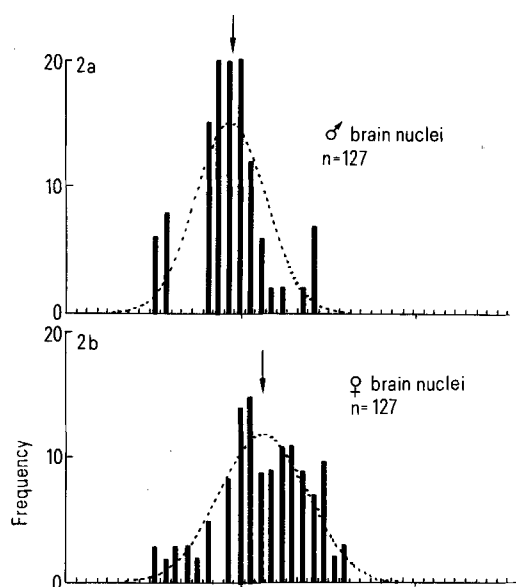 20
2a
♂ brain nuclei
n=127
10
0
20
2b
♀ brain nuclei
n=127
10
Frequency
0